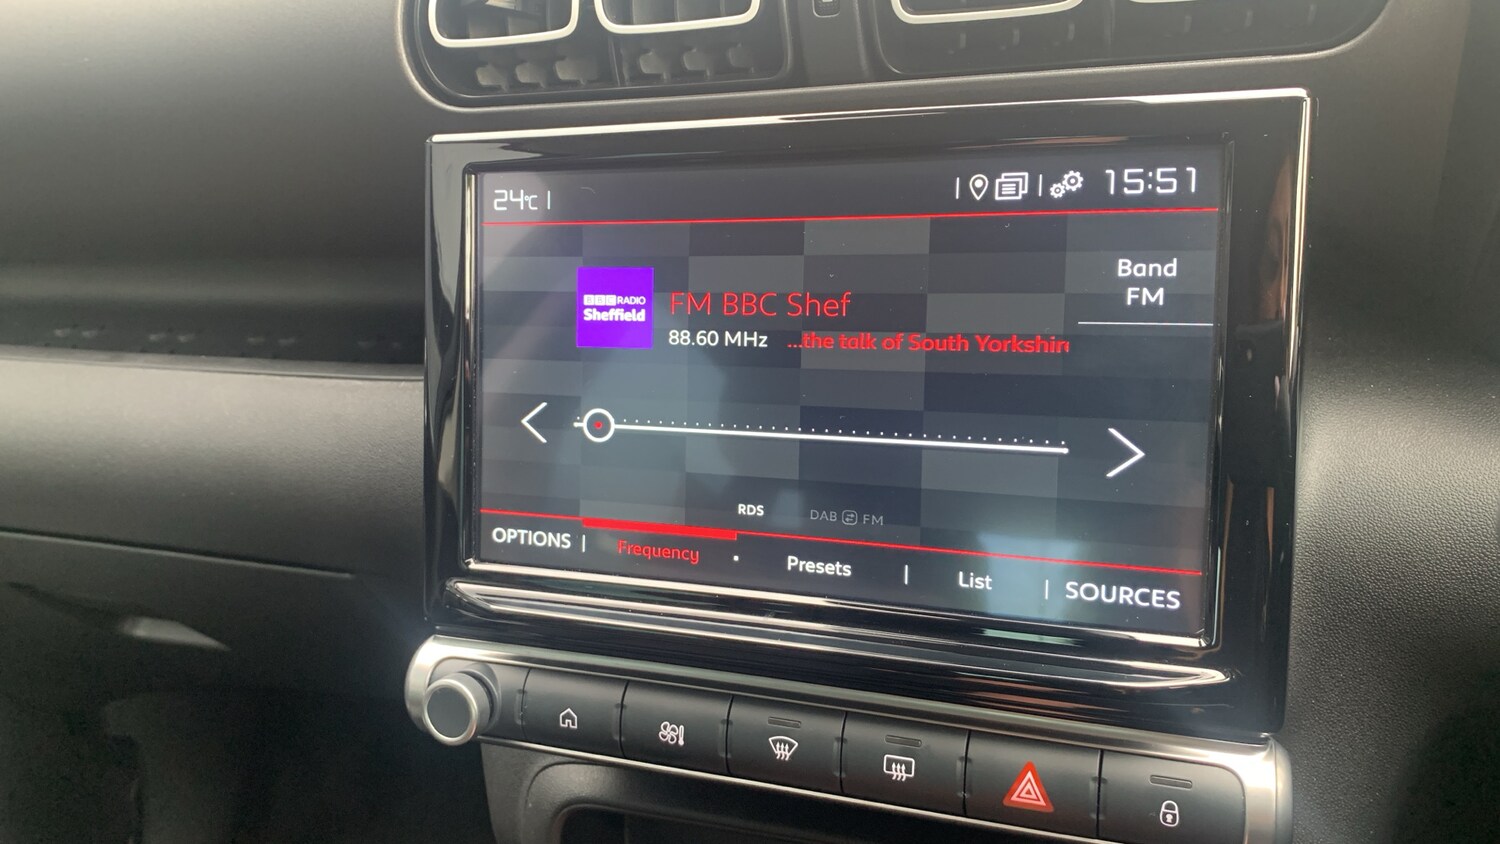 24°C
15:51
Band
FM
BBC RADIO
Sheffield
FM BBC Shef
88.60 MHz ...the talk of South Yorkshir
RDS DAB FM
OPTIONS Frequency Presets List SOURCES